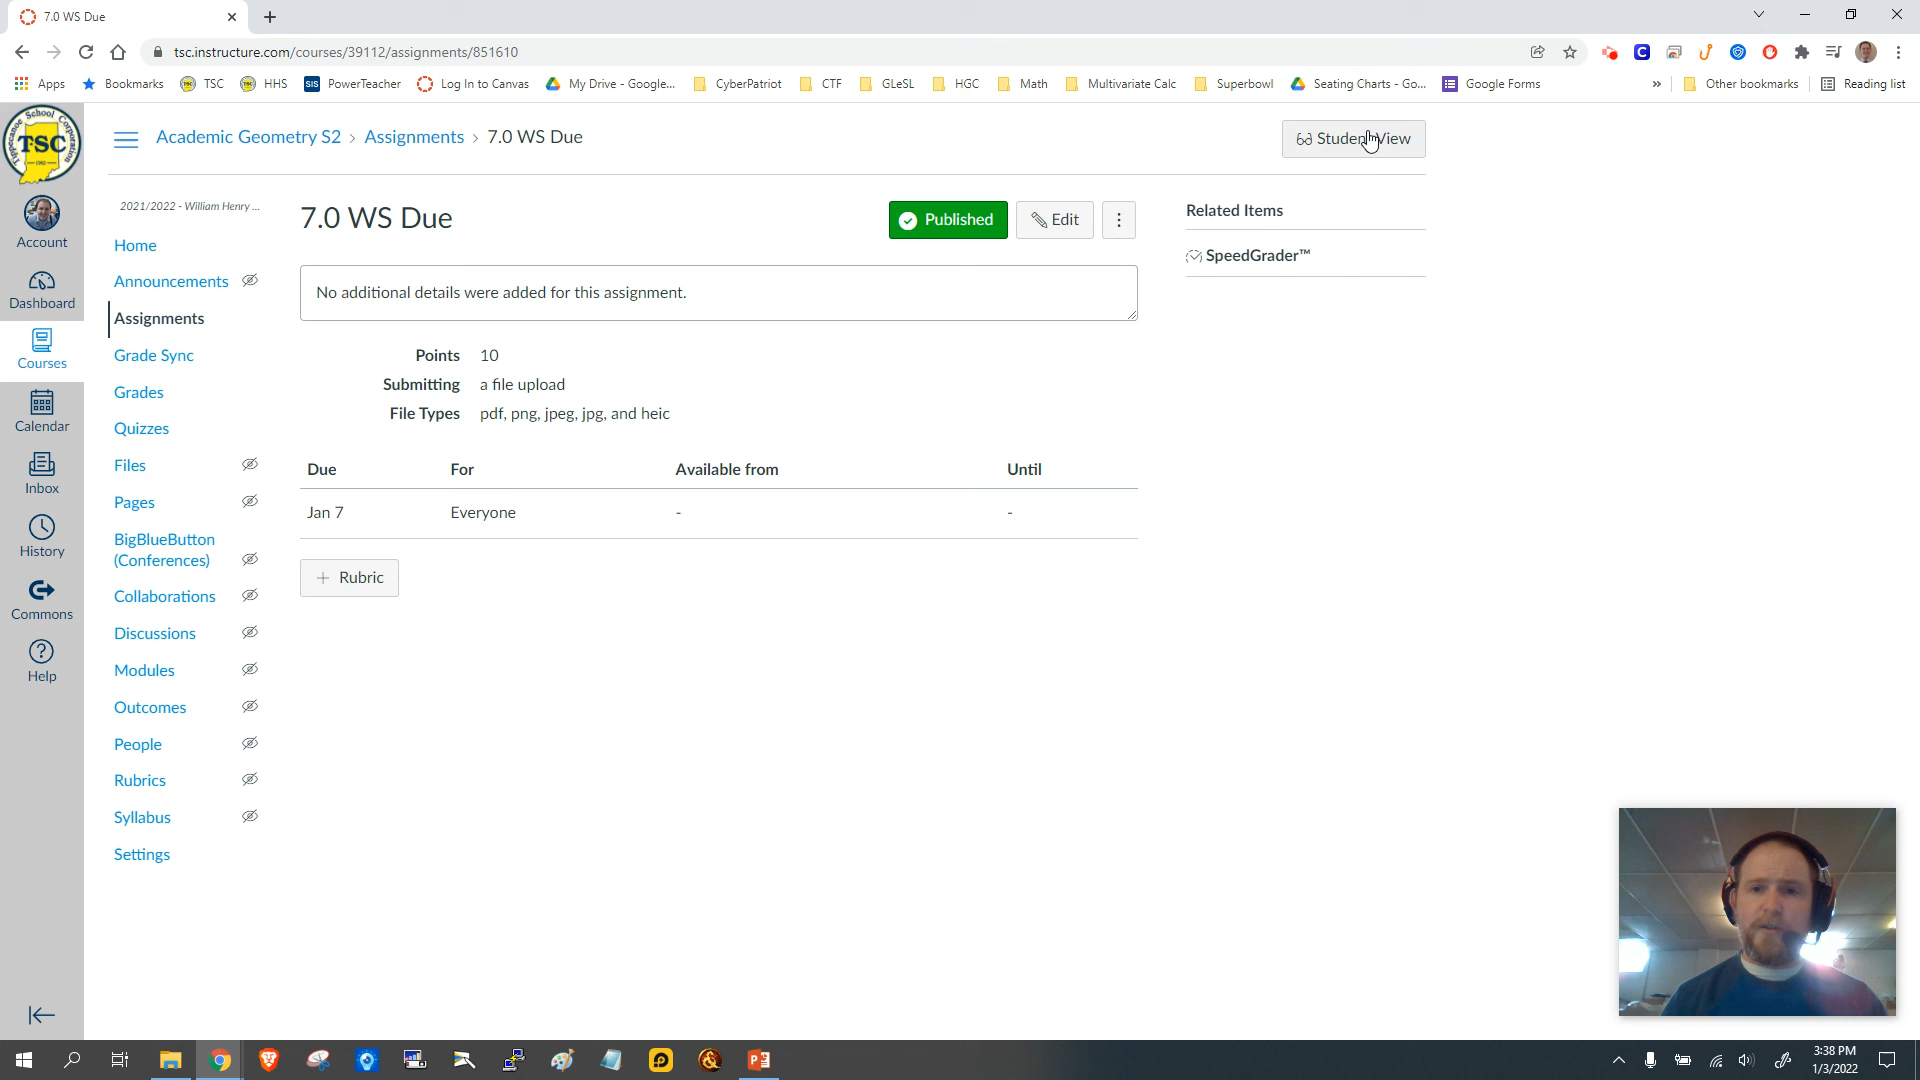 7.0 WS Due
tsc.instructure.com/courses/39112/assignments/851610
Apps Bookmarks TSC HHS SIS PowerTeacher Log In to Canvas My Drive - Google... CyberPatriot CTF GLeSL HGC Math Multivariate Calc Superbowl Seating Charts - Go... Google Forms » Other bookmarks Reading list
School
TSC
Account
Dashboard
Courses
Calendar
Inbox
History
Commons
Help
Academic Geometry S2 > Assignments > 7.0 WS Due
Student View
2021/2022 - William Henry ...
Home
Announcements
Assignments
Grade Sync
Grades
Quizzes
Files
Pages
BigBlueButton
(Conferences)
Collaborations
Discussions
Modules
Outcomes
People
Rubrics
Syllabus
Settings
7.0 WS Due
Published
Edit
No additional details were added for this assignment.
Points 10
Submitting a file upload
File Types pdf, png, jpeg, jpg, and heic
Due For Available from Until
Jan 7 Everyone - -
+ Rubric
Related Items
SpeedGrader™
3:38 PM
1/3/2022